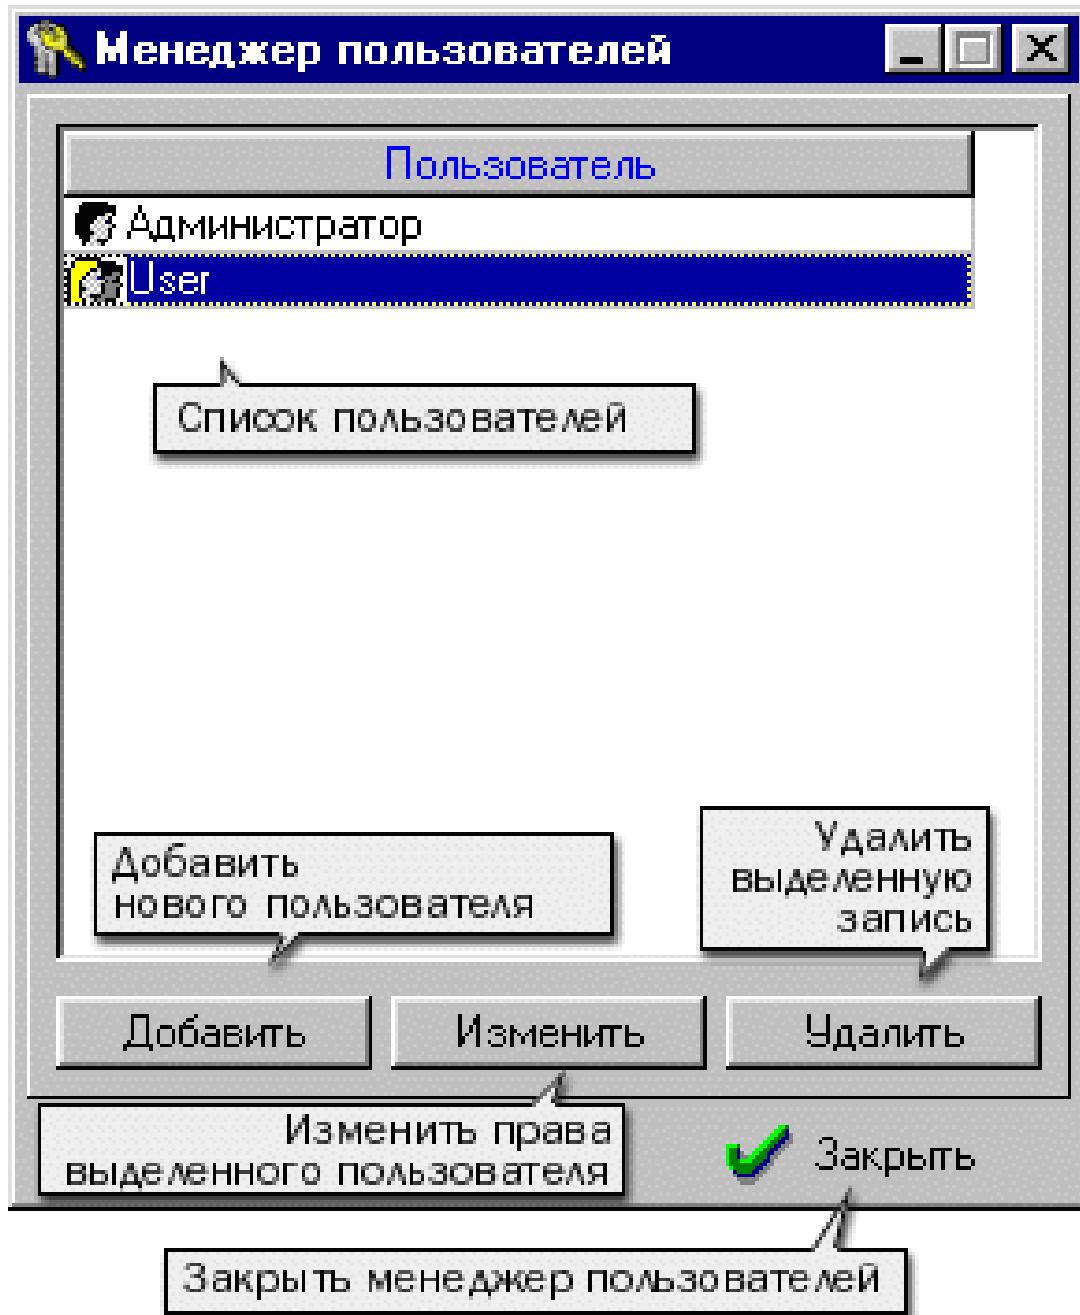 Менеджер пользователей
Пользователь
Администратор
User
Список пользователей
Добавить
нового пользователя
Удалить
выделенную
запись
Добавить
Изменить
Удалить
Изменить права
выделенного пользователя
Закрыть
Закрыть менеджер пользователей